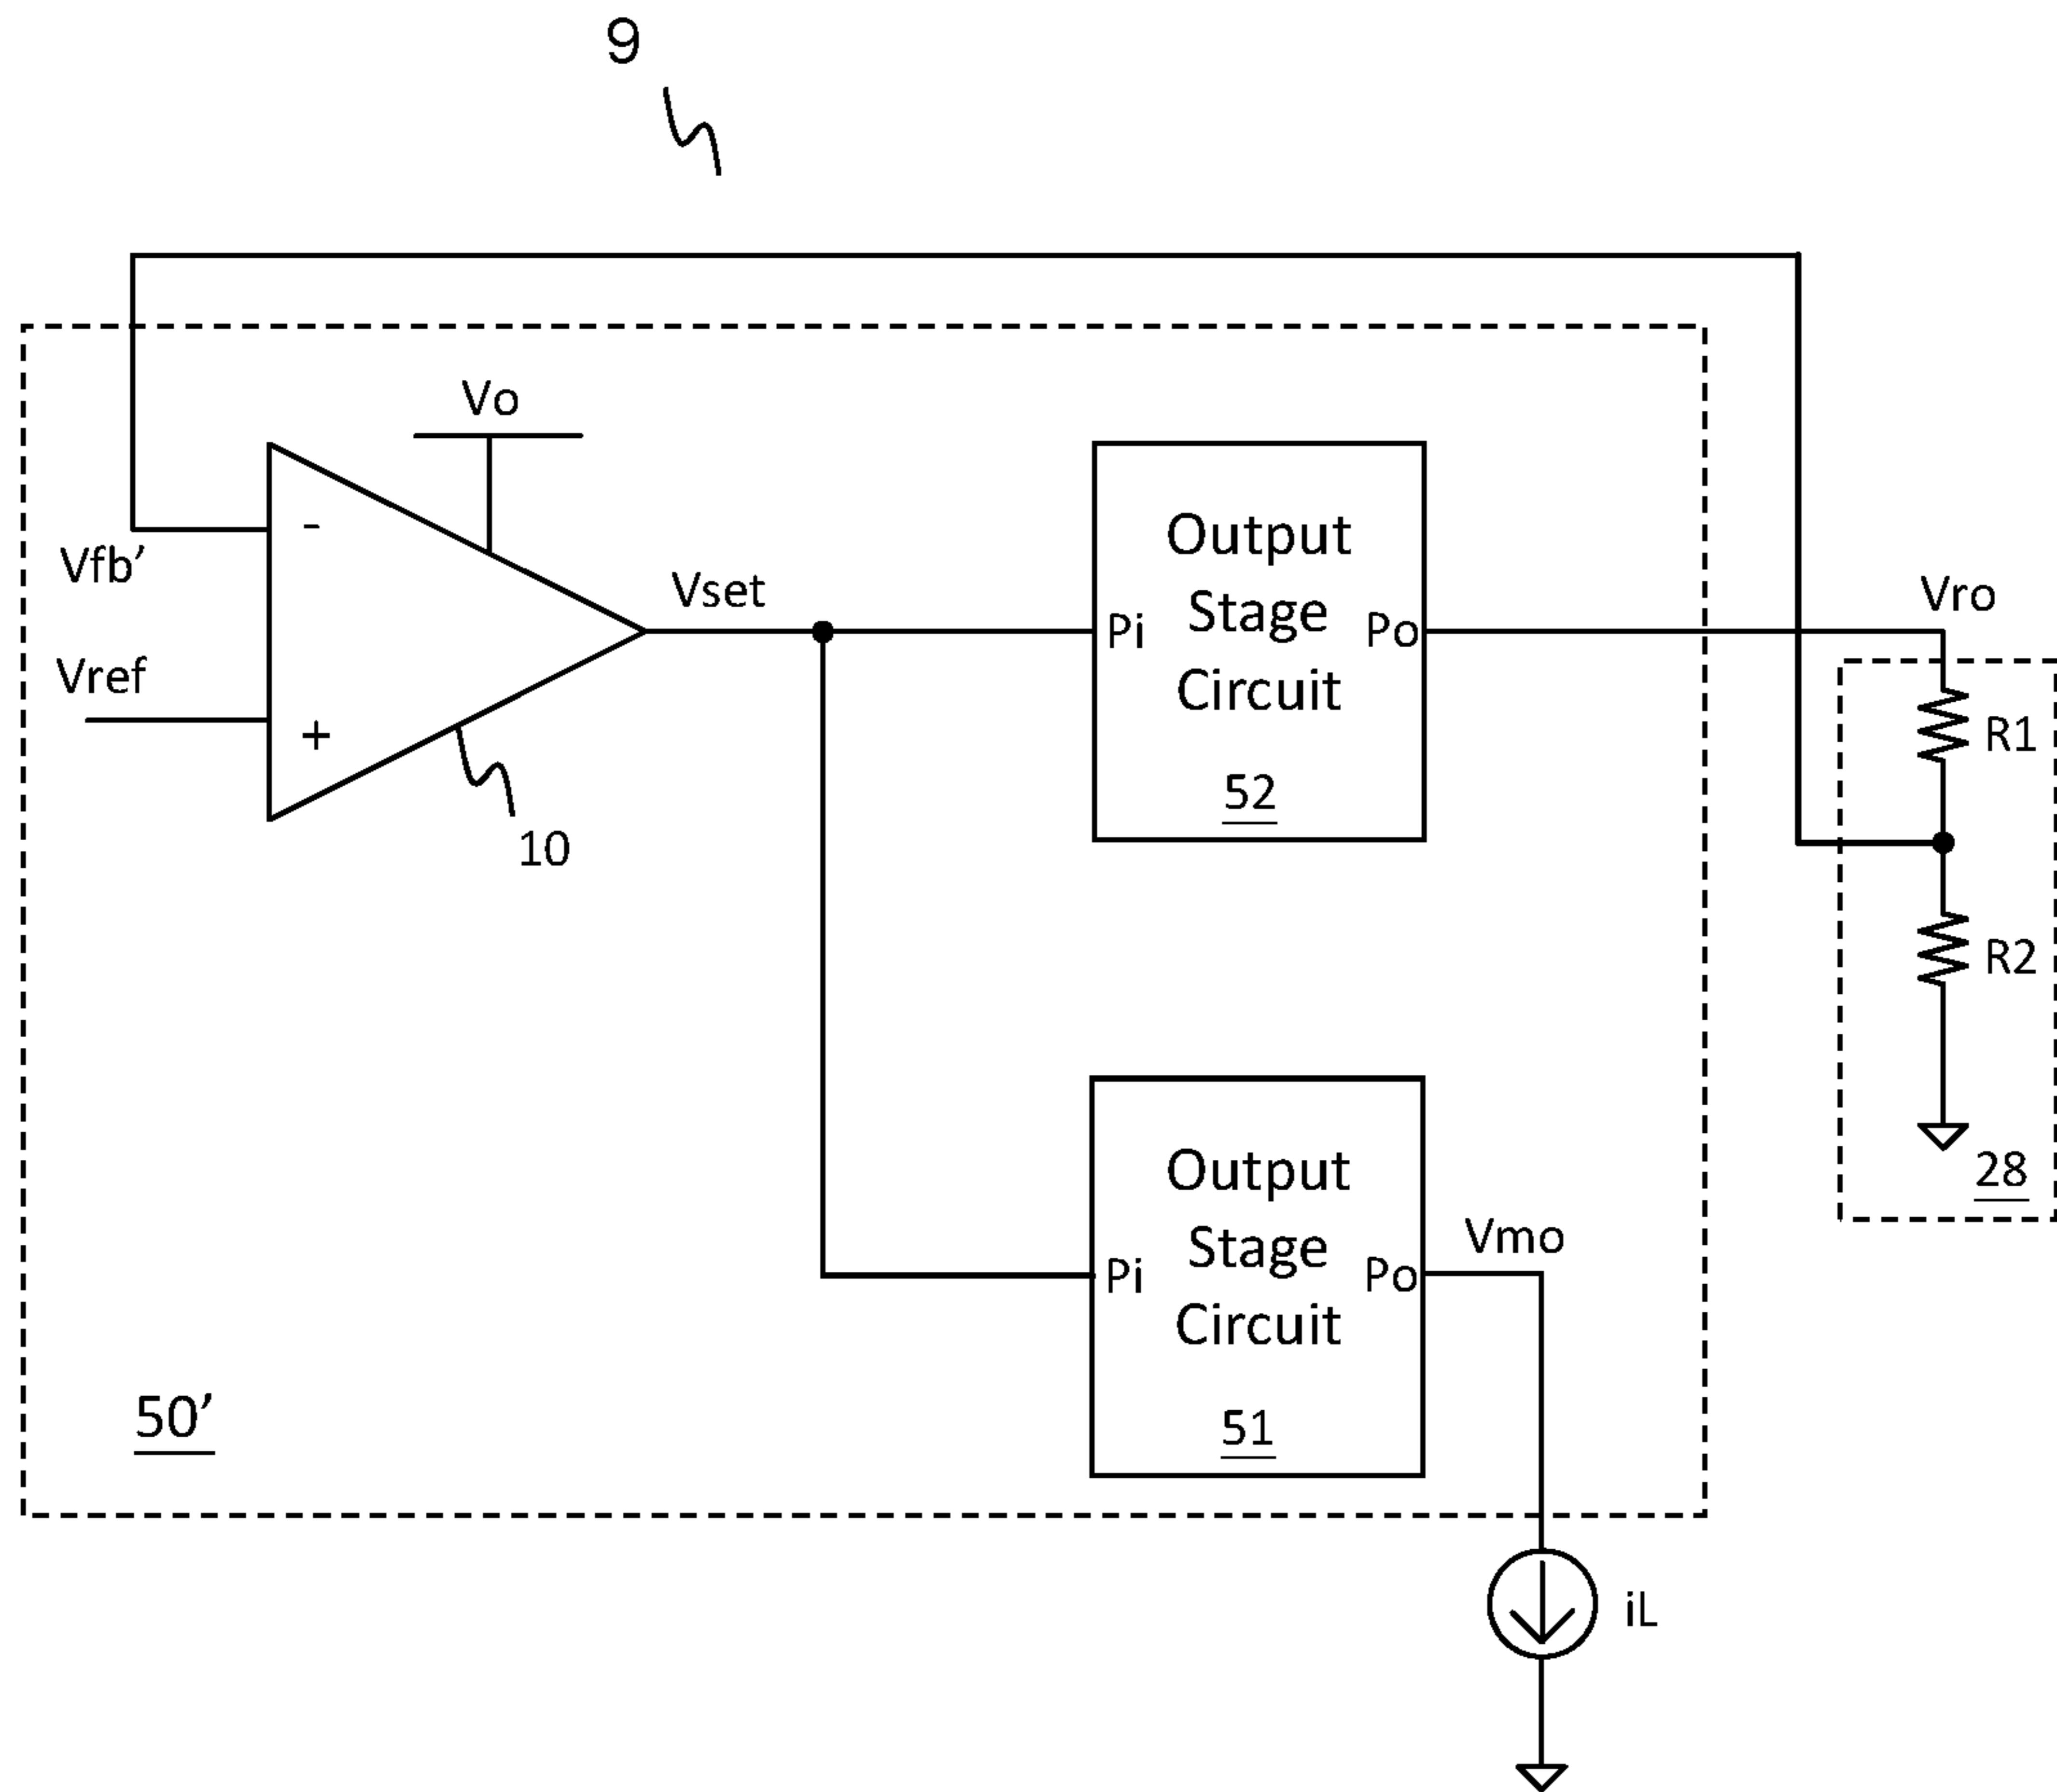 9
Vo
-
Vfb’
Vset
Vref
+
10
Output
Stage
Circuit
Pi
Po
52
Vro
R1
R2
28
Output
Stage
Circuit
Pi
Po
51
Vmo
50’
iL